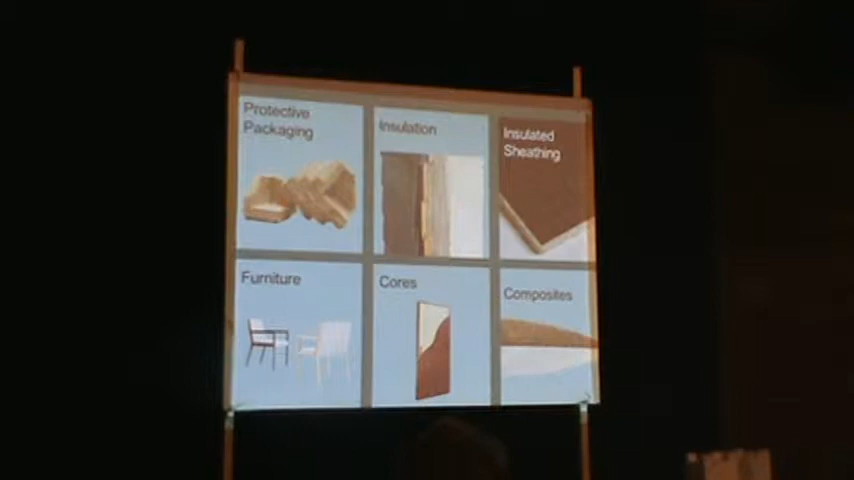 Protective
Packaging
Insulation
Insulated
Sheathing
Furniture
Cores
Composites